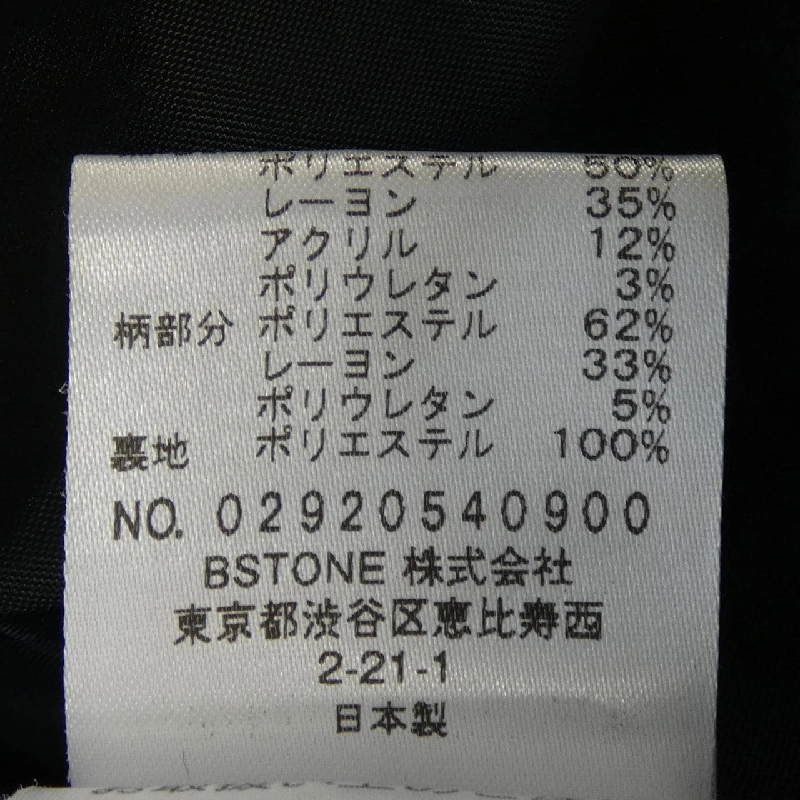 ポリエステル 50%
レーヨン 35%
アクリル 12%
ポリウレタン 3%
柄部分 ポリエステル 62%
レーヨン 33%
ポリウレタン 5%
裏地 ポリエステル 100%
NO. 02920540900
BSTONE 株式会社
東京都渋谷区恵比寿西
2-21-1
日本製